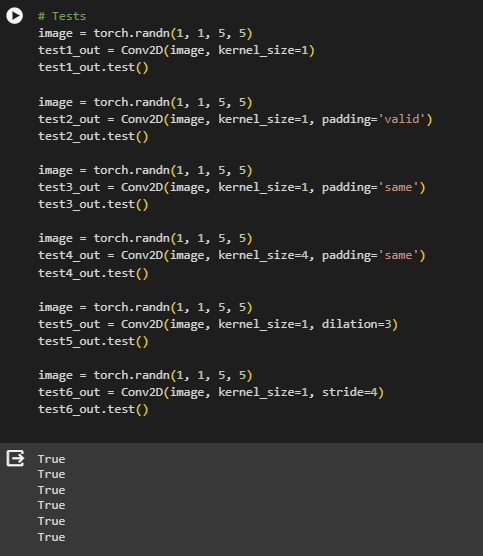 # Tests
image = torch.randn(1, 1, 5, 5)
test1_out = Conv2D(image, kernel_size=1)
test1_out.test()
image = torch.randn(1, 1, 5, 5)
test2_out = Conv2D(image, kernel_size=1, padding='valid')
test2_out.test()
image = torch.randn(1, 1, 5, 5)
test3_out = Conv2D(image, kernel_size=1, padding='same')
test3_out.test()
image = torch.randn(1, 1, 5, 5)
test4_out = Conv2D(image, kernel_size=4, padding='same')
test4_out.test()
image = torch.randn(1, 1, 5, 5)
test5_out = Conv2D(image, kernel_size=1, dilation=3)
test5_out.test()
image = torch.randn(1, 1, 5, 5)
test6_out = Conv2D(image, kernel_size=1, stride=4)
test6_out.test()
True
True
True
True
True
True